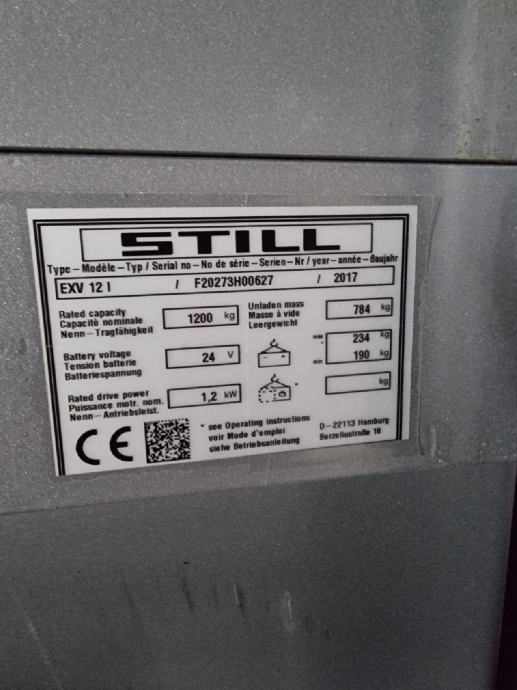 STILL
Type – Modèle – Typ / Serial no – No de série – Serien – Nr / year – année – Baujahr
EXV 12 I / F20273H00627 / 2017
Rated capacity
Capacité nominale
Nenn – Tragfähigkeit
1200 kg
Unladen mass
Masse à vide
Leergewicht
784 kg
Battery voltage
Tension batterie
Batteriespannung
24 V
max 234 kg
min 190 kg
Rated drive power
Puissance motr. nom.
Nenn – Antriebsleist.
1,2 kW
*
kg
CE
* see Operating instructions
voir Mode d'emploi
siehe Betriebsanleitung
D – 22113 Hamburg
Berzeliusstraße 10